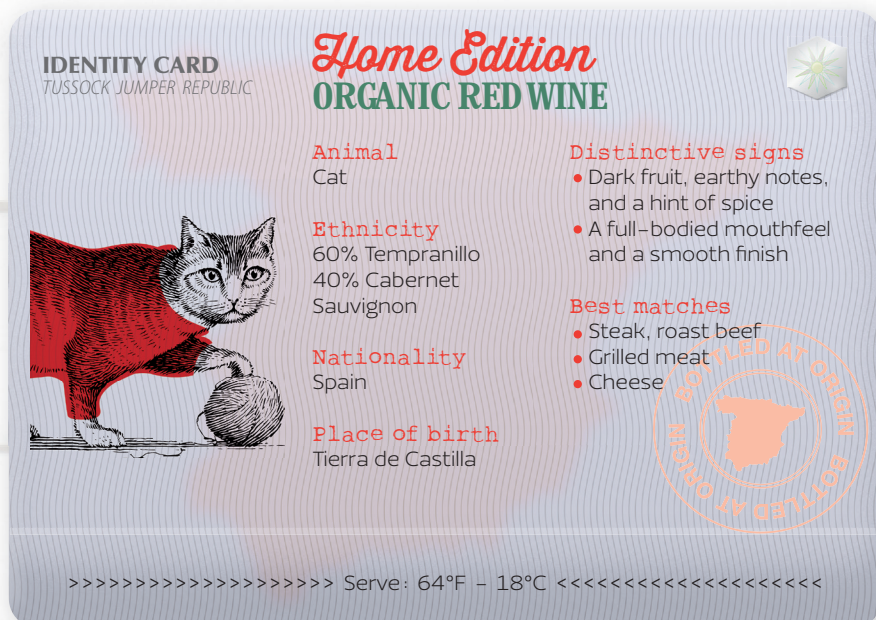 IDENTITY CARD
TUSSOCK JUMPER REPUBLIC
Home Edition
ORGANIC RED WINE
Animal
Cat
Ethnicity
60% Tempranillo
40% Cabernet
Sauvignon
Nationality
Spain
Place of birth
Tierra de Castilla
Distinctive signs
• Dark fruit, earthy notes,
and a hint of spice
• A full-bodied mouthfeel
and a smooth finish
Best matches
• Steak, roast beef
• Grilled meat
• Cheese
BOTTLED AT ORIGIN BOTTLED AT ORIGIN
>>>>>>>>>>>>>>>>>>>> Serve: 64°F - 18°C <<<<<<<<<<<<<<<<<<<<